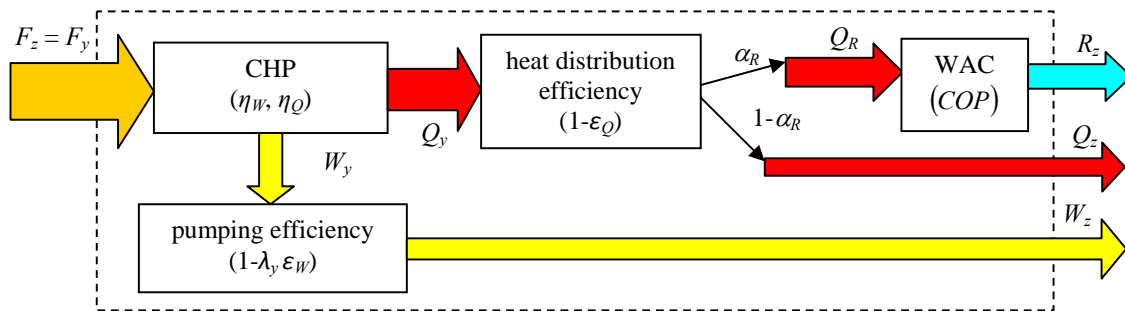 F_z = F_y
CHP
(η_W, η_Q)
Q_y
heat distribution
efficiency
(1-ε_Q)
α_R
1-α_R
Q_R
WAC
(COP)
R_z
Q_z
W_y
pumping efficiency
(1-λ_y ε_W)
W_z